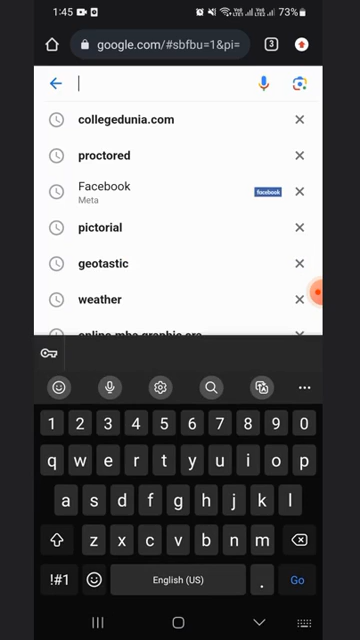 1:45 73%
google.com/#sbfbu=1&pi= 3
collegedunia.com
proctored
Facebook facebook
Meta
pictorial
geotastic
weather
1 2 3 4 5 6 7 8 9 0
q w e r t y u i o p
a s d f g h j k l
z x c v b n m
!#1 English (US) . Go